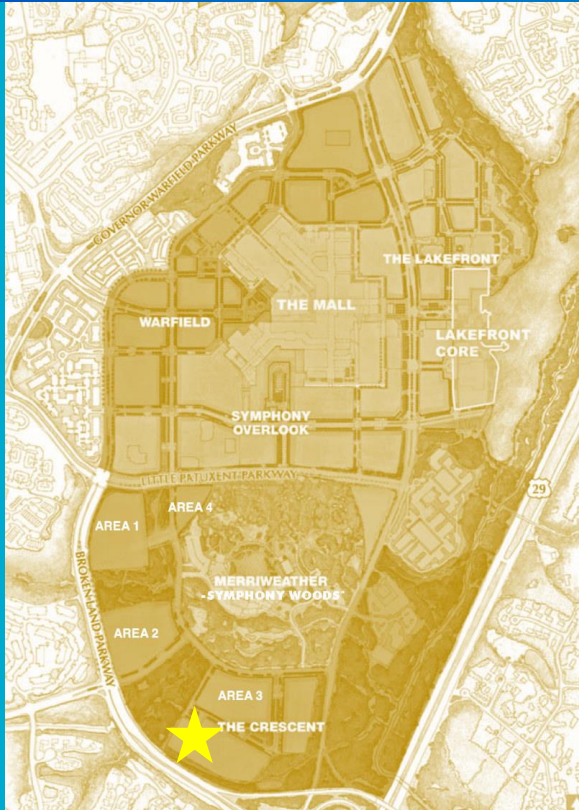 GOVERNOR WARFIELD PARKWAY
THE LAKEFRONT
THE MALL
WARFIELD
LAKEFRONT
CORE
SYMPHONY
OVERLOOK
LITTLE PATUXENT PARKWAY
29
AREA 4
AREA 1
BROKEN LAND PARKWAY
MERRIWEATHER
-SYMPHONY WOODS
AREA 2
AREA 3
THE CRESCENT